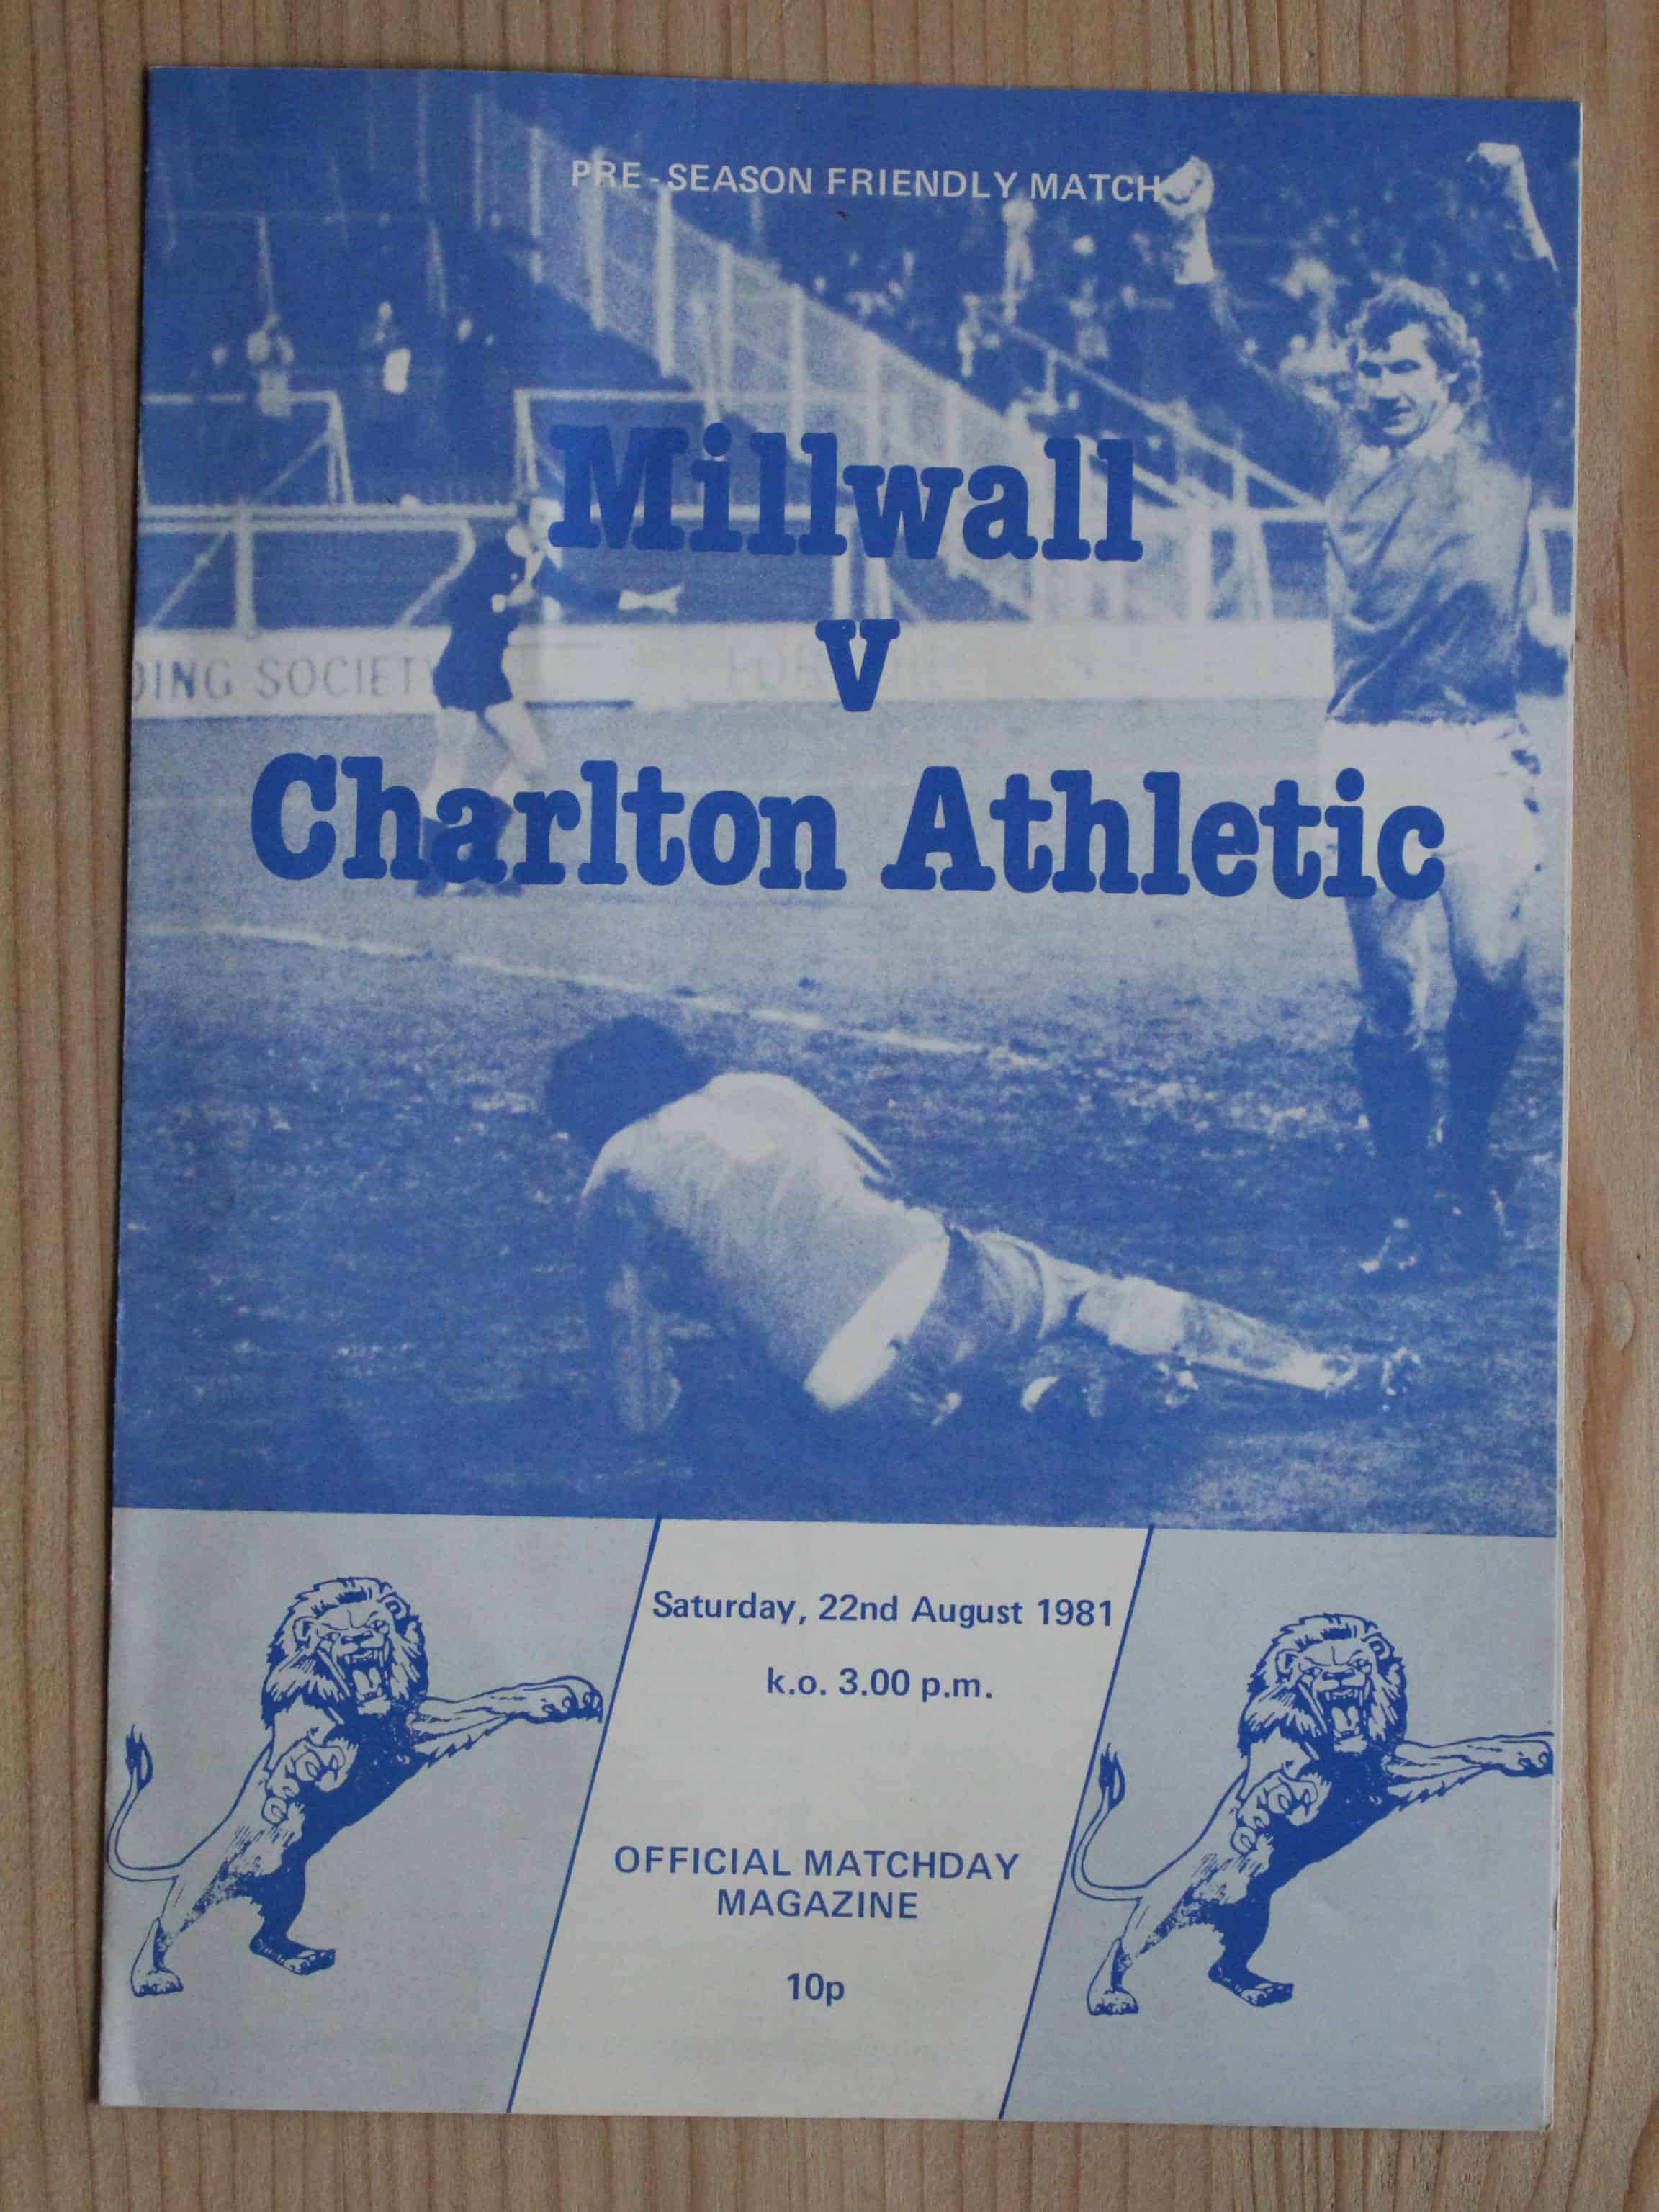 PRE-SEASON FRIENDLY MATCH
Millwall
v
Charlton Athletic
DING SOCIETY
Saturday, 22nd August 1981
k.o. 3.00 p.m.
OFFICIAL MATCHDAY
MAGAZINE
10p